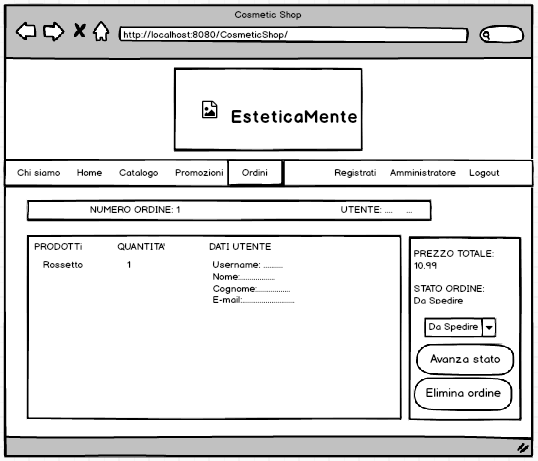 Cosmetic Shop
http://localhost:8080/CosmeticShop/
EsteticaMente
Chi siamo Home Catalogo Promozioni Ordini Registrati Amministratore Logout
NUMERO ORDINE: 1 UTENTE: .... ...
PRODOTTi QUANTITA' DATI UTENTE
Rossetto 1 Username: .........
Nome:................
Cognome:...............
E-mail:........................
PREZZO TOTALE:
10.99
STATO ORDINE:
Da Spedire
Da Spedire
Avanza stato
Elimina ordine